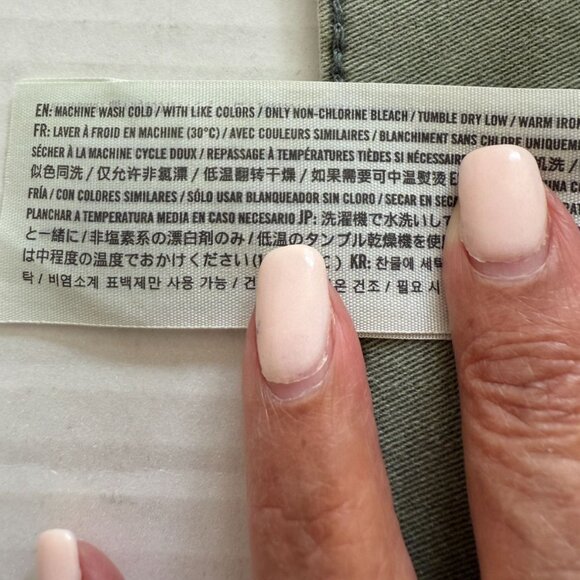 EN: MACHINE WASH COLD / WITH LIKE COLORS / ONLY NON-CHLORINE BLEACH / TUMBLE DRY LOW / WARM IRON
FR: LAVER À FROID EN MACHINE (30°C) / AVEC COULEURS SIMILAIRES / BLANCHIMENT SANS CHLORE UNIQUEME
SÉCHER À LA MACHINE CYCLE DOUX / REPASSAGE À TEMPÉRATURES TIÈDES SI NÉCESSAIRE
似色同洗 / 仅允许非氯漂 / 低温翻转干燥 / 如果需要可中温熨烫 E
FRÍA / CON COLORES SIMILARES / SÓLO USAR BLANQUEADOR SIN CLORO / SECAR EN SECA
PLANCHAR A TEMPERATURA MEDIA EN CASO NECESARIO JP: 洗濯機で水洗いして
と一緒に / 非塩素系の漂白剤のみ / 低温のタンブル乾燥機を使
は中程度の温度でおかけください ℃ ) KR: 찬물에 세탁
탁 / 비염소계 표백제만 사용 가능 / 건 온 건조 / 필요 시